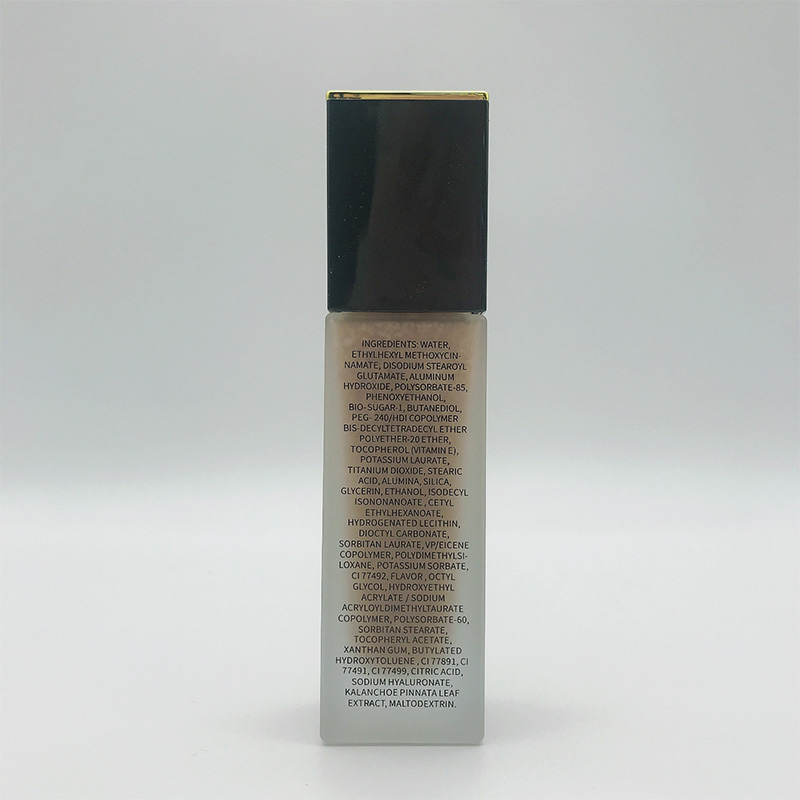 INGREDIENTS: WATER,
ETHYLHEXYL METHOXYCIN-
NAMATE, DISODIUM STEAROYL
GLUTAMATE, ALUMINUM
HYDROXIDE, POLYSORBATE-85,
PHENOXYETHANOL,
BIO-SUGAR-1, BUTANEDIOL,
PEG- 240/HDI COPOLYMER
BIS-DECYLTETRADECYL ETHER
POLYETHER-20 ETHER,
TOCOPHEROL (VITAMIN E),
POTASSIUM LAURATE,
TITANIUM DIOXIDE, STEARIC
ACID, ALUMINA, SILICA,
GLYCERIN, ETHANOL, ISODECYL
ISONONANOATE , CETYL
ETHYLHEXANOATE,
HYDROGENATED LECITHIN,
DIOCTYL CARBONATE,
SORBITAN LAURATE, VP/EICENE
COPOLYMER, POLYDIMETHYLSI-
LOXANE, POTASSIUM SORBATE,
CI 77492, FLAVOR , OCTYL
GLYCOL, HYDROXYETHYL
ACRYLATE / SODIUM
ACRYLOYLDIMETHYLTAURATE
COPOLYMER, POLYSORBATE-60,
SORBITAN STEARATE,
TOCOPHERYL ACETATE,
XANTHAN GUM, BUTYLATED
HYDROXYTOLUENE , CI 77891, CI
77491, CI 77499, CITRIC ACID,
SODIUM HYALURONATE,
KALANCHOE PINNATA LEAF
EXTRACT, MALTODEXTRIN.